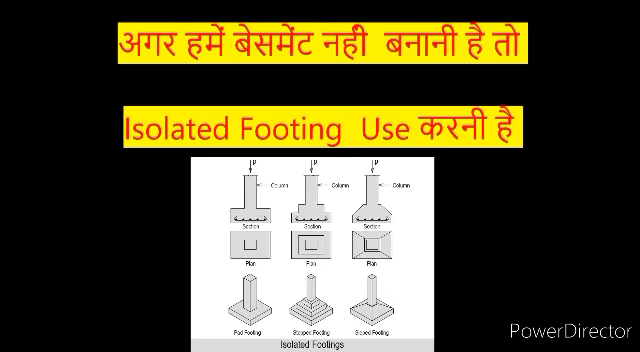 अगर हमें बेसमेंट नहीं बनानी है तो
Isolated Footing Use करनी है
P P P
Column Column Column
Section Section Section
Plan Plan Plan
Pad Footing Stepped Footing Sloped Footing
Isolated Footings
PowerDirector